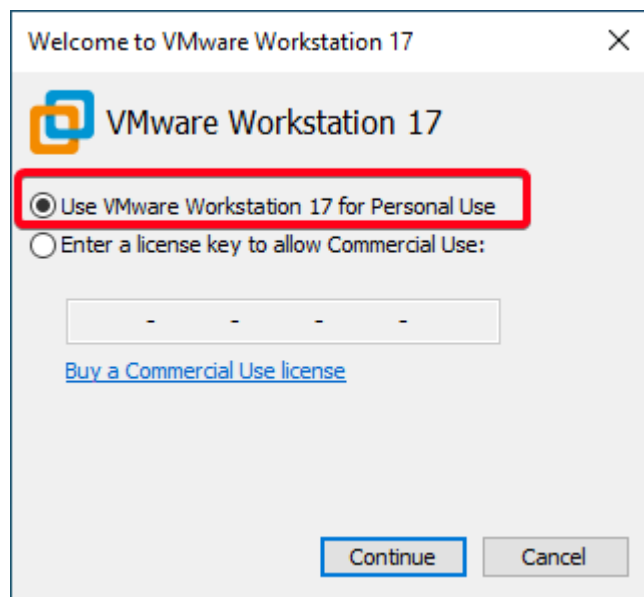 Welcome to VMware Workstation 17
VMware Workstation 17
Use VMware Workstation 17 for Personal Use
Enter a license key to allow Commercial Use:
- - - -
Buy a Commercial Use license
Continue Cancel